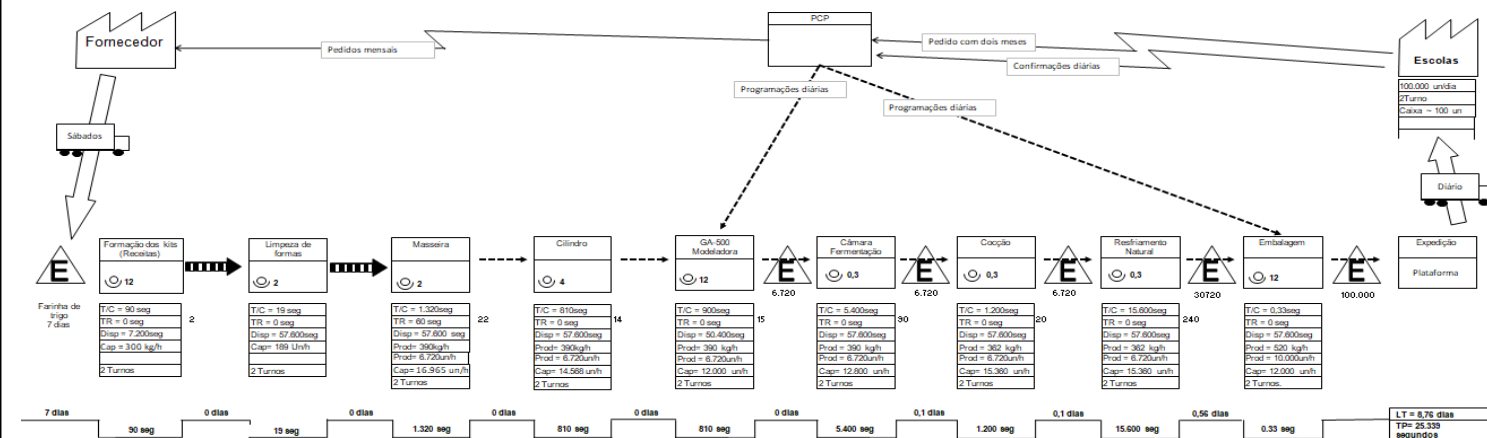 PCP
Fornecedor
Pedidos mensais
Pedido com dois meses
Confirmações diárias
Escolas
100.000 un/dia
2Turno
Caixa ~ 100 un
Programações diárias
Programações diárias
Sábados
Diário
E
Farinha de
trigo
7 dias
Formação dos kits
(Receitas)
12
T/C = 90 seg
TR = 0 seg
Disp = 7.200seg
Cap = 300 kg/h
2 Turnos
2
Limpeza de
formas
2
T/C = 19 seg
TR = 0 seg
Disp = 57.600seg
Cap= 189 Un/h
2 Turnos
Masseira
2
T/C = 1.320seg
TR = 60 seg
Disp = 57.600 seg
Prod= 390kg/h
Prod= 6.720un/h
Cap= 16.965 un/h
2 Turnos
22
Cilindro
4
T/C = 810seg
TR = 0 seg
Disp = 57.600seg
Prod= 390kg/h
Prod = 6.720un/h
Cap= 14.568 un/h
2 Turnos
14
GA-500
Modeladora
12
T/C = 900seg
TR = 0 seg
Disp = 50.400seg
Prod= 390 kg/h
Prod = 6.720un/h
Cap= 12.000 un/h
2 Turnos
15
E
6.720
Câmara
Fermentação
0,3
T/C = 5.400seg
TR = 0 seg
Disp = 57.600seg
Prod= 390 kg/h
Prod = 6.720un/h
Cap= 12.800 un/h
2 Turnos
90
E
6.720
Cocção
0,3
T/C = 1.200seg
TR = 0 seg
Disp = 57.600seg
Prod= 362 kg/h
Prod = 6.720un/h
Cap= 15.360 un/h
2 Turnos
20
E
6.720
Resfriamento
Natural
0,3
T/C = 15.600seg
TR = 0 seg
Disp = 57.600seg
Prod= 362 kg/h
Prod = 6.720un/h
Cap= 15.360 un/h
2 Turnos
240
E
30720
Embalagem
12
T/C = 0,33seg
TR = 0 seg
Disp = 57.600seg
Prod = 520 kg/h
Prod = 10.000un/h
Cap= 12.000 un/h
2 Turnos.
E
100.000
Expedição
Plataforma
7 dias
0 dias
0 dias
0 dias
0 dias
0 dias
0,1 dias
0,1 dias
0,56 dias
LT = 8,76 dias
90 seg
19 seg
1.320 seg
810 seg
810 seg
5.400 seg
1.200 seg
15.600 seg
0.33 seg
TP= 25.339
segundos